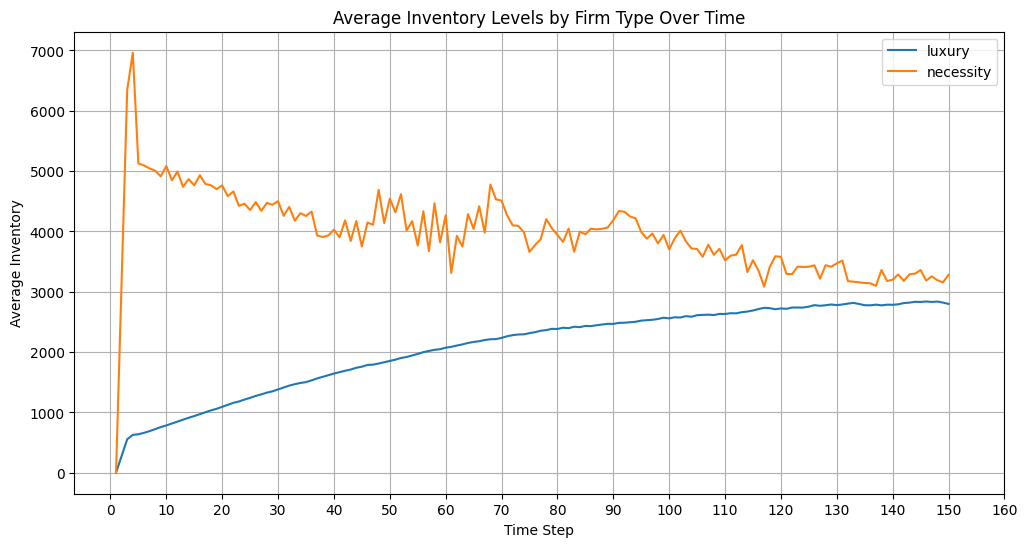 Average Inventory Levels by Firm Type Over Time
luxury
necessity
Average Inventory
7000
6000
5000
4000
3000
2000
1000
0
0 10 20 30 40 50 60 70 80 90 100 110 120 130 140 150 160
Time Step